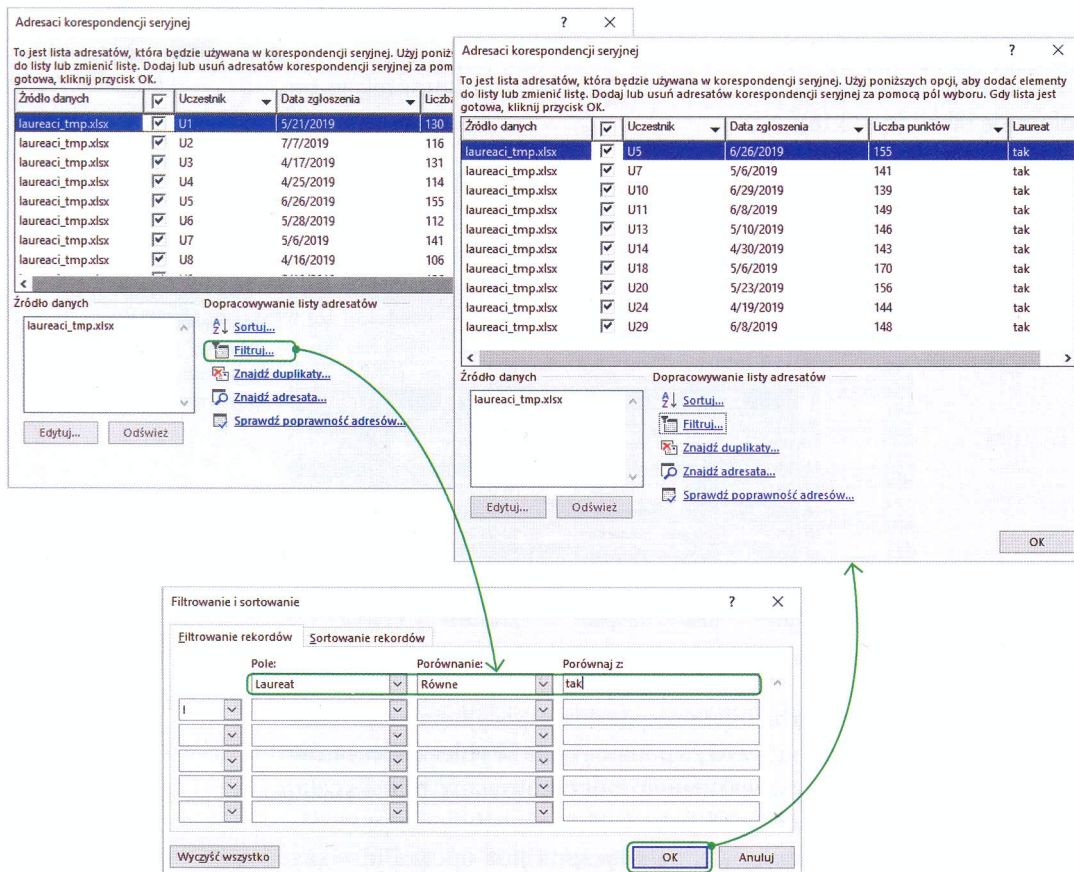 Adresaci korespondencji seryjnej ? ×
To jest lista adresatów, która będzie używana w korespondencji seryjnej. Użyj poniż
do listy lub zmienić listę. Dodaj lub usuń adresatów korespondencji seryjnej za pom
gotowa, kliknij przycisk OK.
Źródło danych Uczestnik Data zgłoszenia Liczba
laureaci_tmp.xlsx U1 5/21/2019 130
laureaci_tmp.xlsx U2 7/7/2019 116
laureaci_tmp.xlsx U3 4/17/2019 131
laureaci_tmp.xlsx U4 4/25/2019 114
laureaci_tmp.xlsx U5 6/26/2019 155
laureaci_tmp.xlsx U6 5/28/2019 112
laureaci_tmp.xlsx U7 5/6/2019 141
laureaci_tmp.xlsx U8 4/16/2019 106
Źródło danych
laureaci_tmp.xlsx
Edytuj... Odśwież
Dopracowywanie listy adresatów
Sortuj...
Filtruj...
Znajdź duplikaty...
Znajdź adresata...
Sprawdź poprawność adresów...
Adresaci korespondencji seryjnej ? ×
To jest lista adresatów, która będzie używana w korespondencji seryjnej. Użyj poniższych opcji, aby dodać elementy
do listy lub zmienić listę. Dodaj lub usuń adresatów korespondencji seryjnej za pomocą pól wyboru. Gdy lista jest
gotowa, kliknij przycisk OK.
Źródło danych Uczestnik Data zgłoszenia Liczba punktów Laureat
laureaci_tmp.xlsx U5 6/26/2019 155 tak
laureaci_tmp.xlsx U7 5/6/2019 141 tak
laureaci_tmp.xlsx U10 6/29/2019 139 tak
laureaci_tmp.xlsx U11 6/8/2019 149 tak
laureaci_tmp.xlsx U13 5/10/2019 146 tak
laureaci_tmp.xlsx U14 4/30/2019 143 tak
laureaci_tmp.xlsx U18 5/6/2019 170 tak
laureaci_tmp.xlsx U20 5/23/2019 156 tak
laureaci_tmp.xlsx U24 4/19/2019 144 tak
laureaci_tmp.xlsx U29 6/8/2019 148 tak
Źródło danych
laureaci_tmp.xlsx
Edytuj... Odśwież
Dopracowywanie listy adresatów
Sortuj...
Filtruj...
Znajdź duplikaty...
Znajdź adresata...
Sprawdź poprawność adresów...
OK
Filtrowanie i sortowanie ? ×
Filtrowanie rekordów Sortowanie rekordów
Pole: Porównanie: Porównaj z:
Laureat Równe tak
I
Wyczyść wszystko OK Anuluj